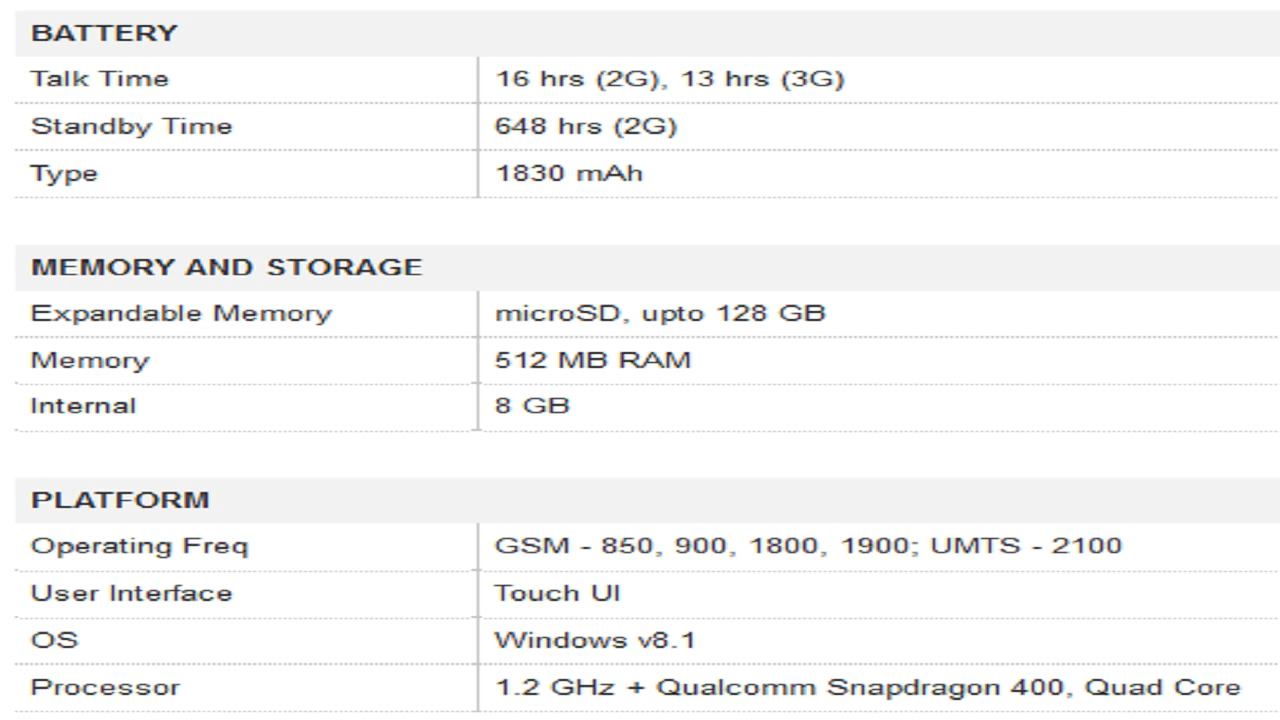 BATTERY
Talk Time 16 hrs (2G), 13 hrs (3G)
Standby Time 648 hrs (2G)
Type 1830 mAh
MEMORY AND STORAGE
Expandable Memory microSD, upto 128 GB
Memory 512 MB RAM
Internal 8 GB
PLATFORM
Operating Freq GSM - 850, 900, 1800, 1900; UMTS - 2100
User Interface Touch UI
OS Windows v8.1
Processor 1.2 GHz + Qualcomm Snapdragon 400, Quad Core